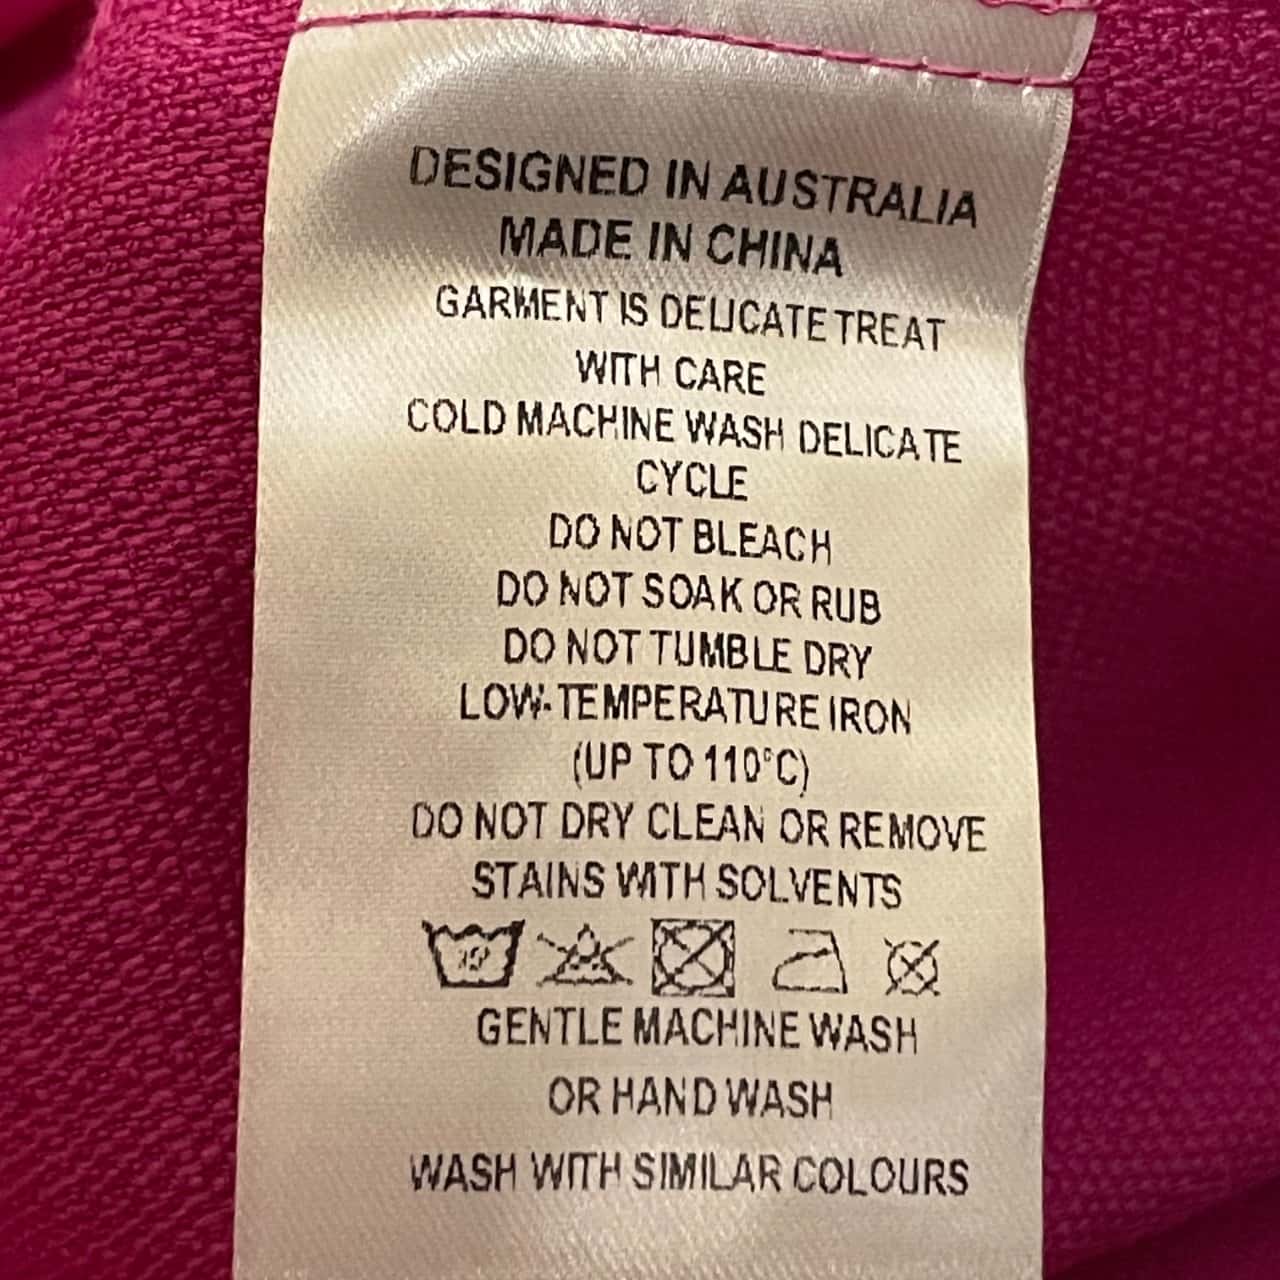 DESIGNED IN AUSTRALIA
MADE IN CHINA
GARMENT IS DELICATE TREAT
WITH CARE
COLD MACHINE WASH DELICATE
CYCLE
DO NOT BLEACH
DO NOT SOAK OR RUB
DO NOT TUMBLE DRY
LOW-TEMPERATURE IRON
(UP TO 110°C)
DO NOT DRY CLEAN OR REMOVE
STAINS WITH SOLVENTS
GENTLE MACHINE WASH
OR HAND WASH
WASH WITH SIMILAR COLOURS